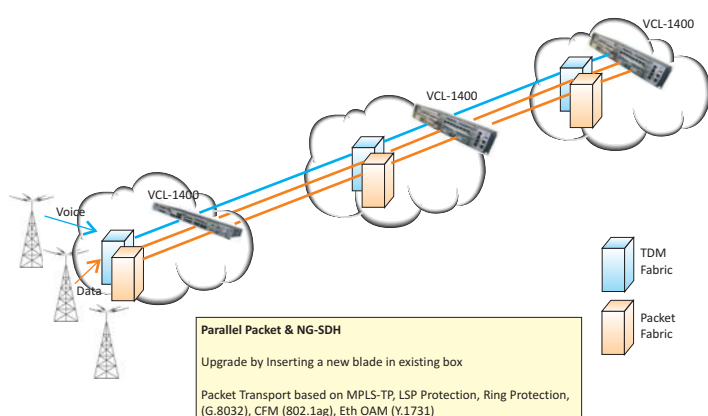 VCL-1400
VCL-1400
VCL-1400
Voice
Data
TDM
Fabric
Packet
Fabric
Parallel Packet & NG-SDH
Upgrade by Inserting a new blade in existing box
Packet Transport based on MPLS-TP, LSP Protection, Ring Protection,
(G.8032), CFM (802.1ag), Eth OAM (Y.1731)